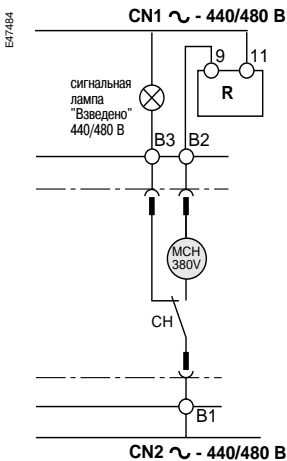 CN1 ∿ - 440/480 В
E47484
9 11
R
сигнальная
лампа
"Взведено"
440/480 В
B3 B2
MCH
380V
CH
B1
CN2 ∿ - 440/480 В